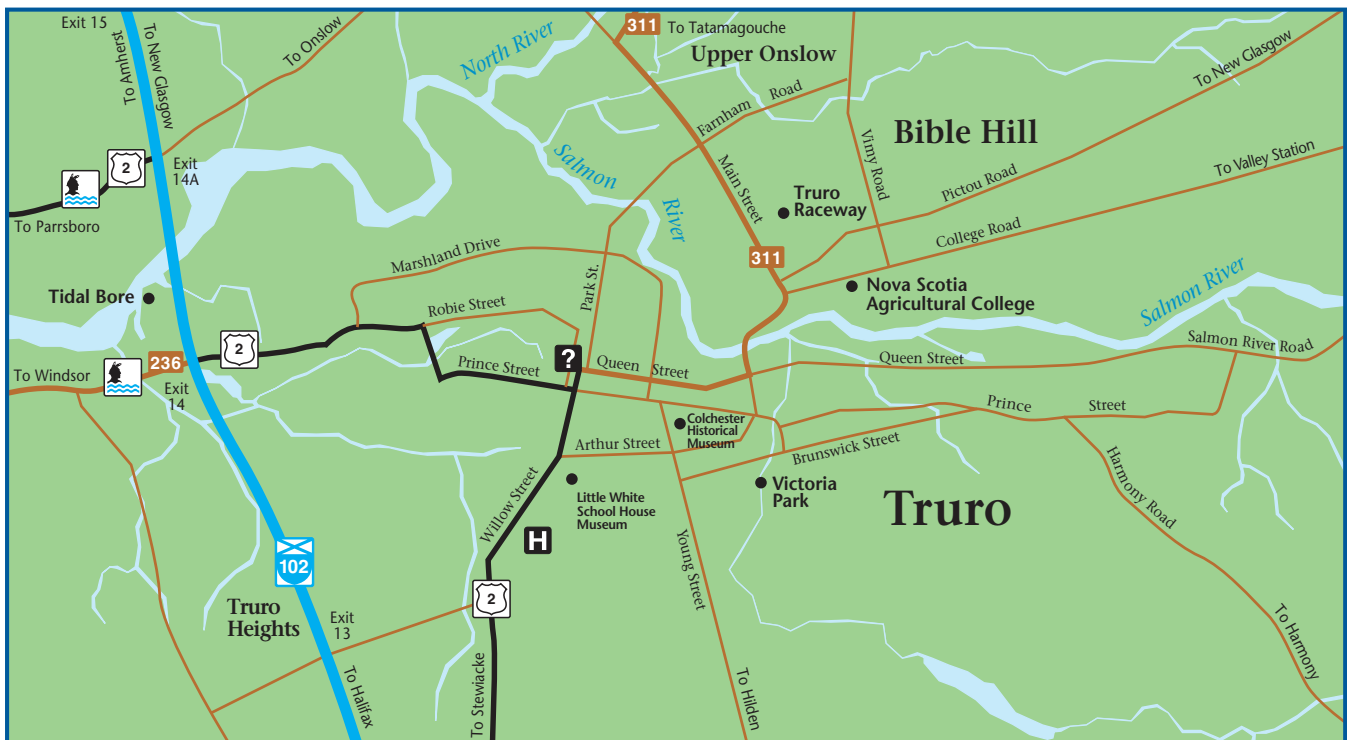 Exit 15
To Amherst
To New Glasgow
To Onslow
North River
311
To Tatamagouche
Upper Onslow
Farnham Road
To New Glasgow
Bible Hill
2
Exit
14A
Salmon
River
Main Street
Vimy Road
Pictou Road
To Valley Station
To Parrsboro
Truro
Raceway
College Road
Marshland Drive
Park St.
311
Tidal Bore
Nova Scotia
Agricultural College
Salmon River
Robie Street
2
236
To Windsor
Exit
14
Prince Street
?
Queen Street
Queen Street
Salmon River Road
Prince Street
Colchester
Historical
Museum
Arthur Street
Brunswick Street
Harmony Road
Willow Street
Little White
School House
Museum
Victoria
Park
Truro
H
Young Street
102
2
Truro
Heights
Exit
13
To Halifax
To Stewiacke
To Hilden
To Harmony